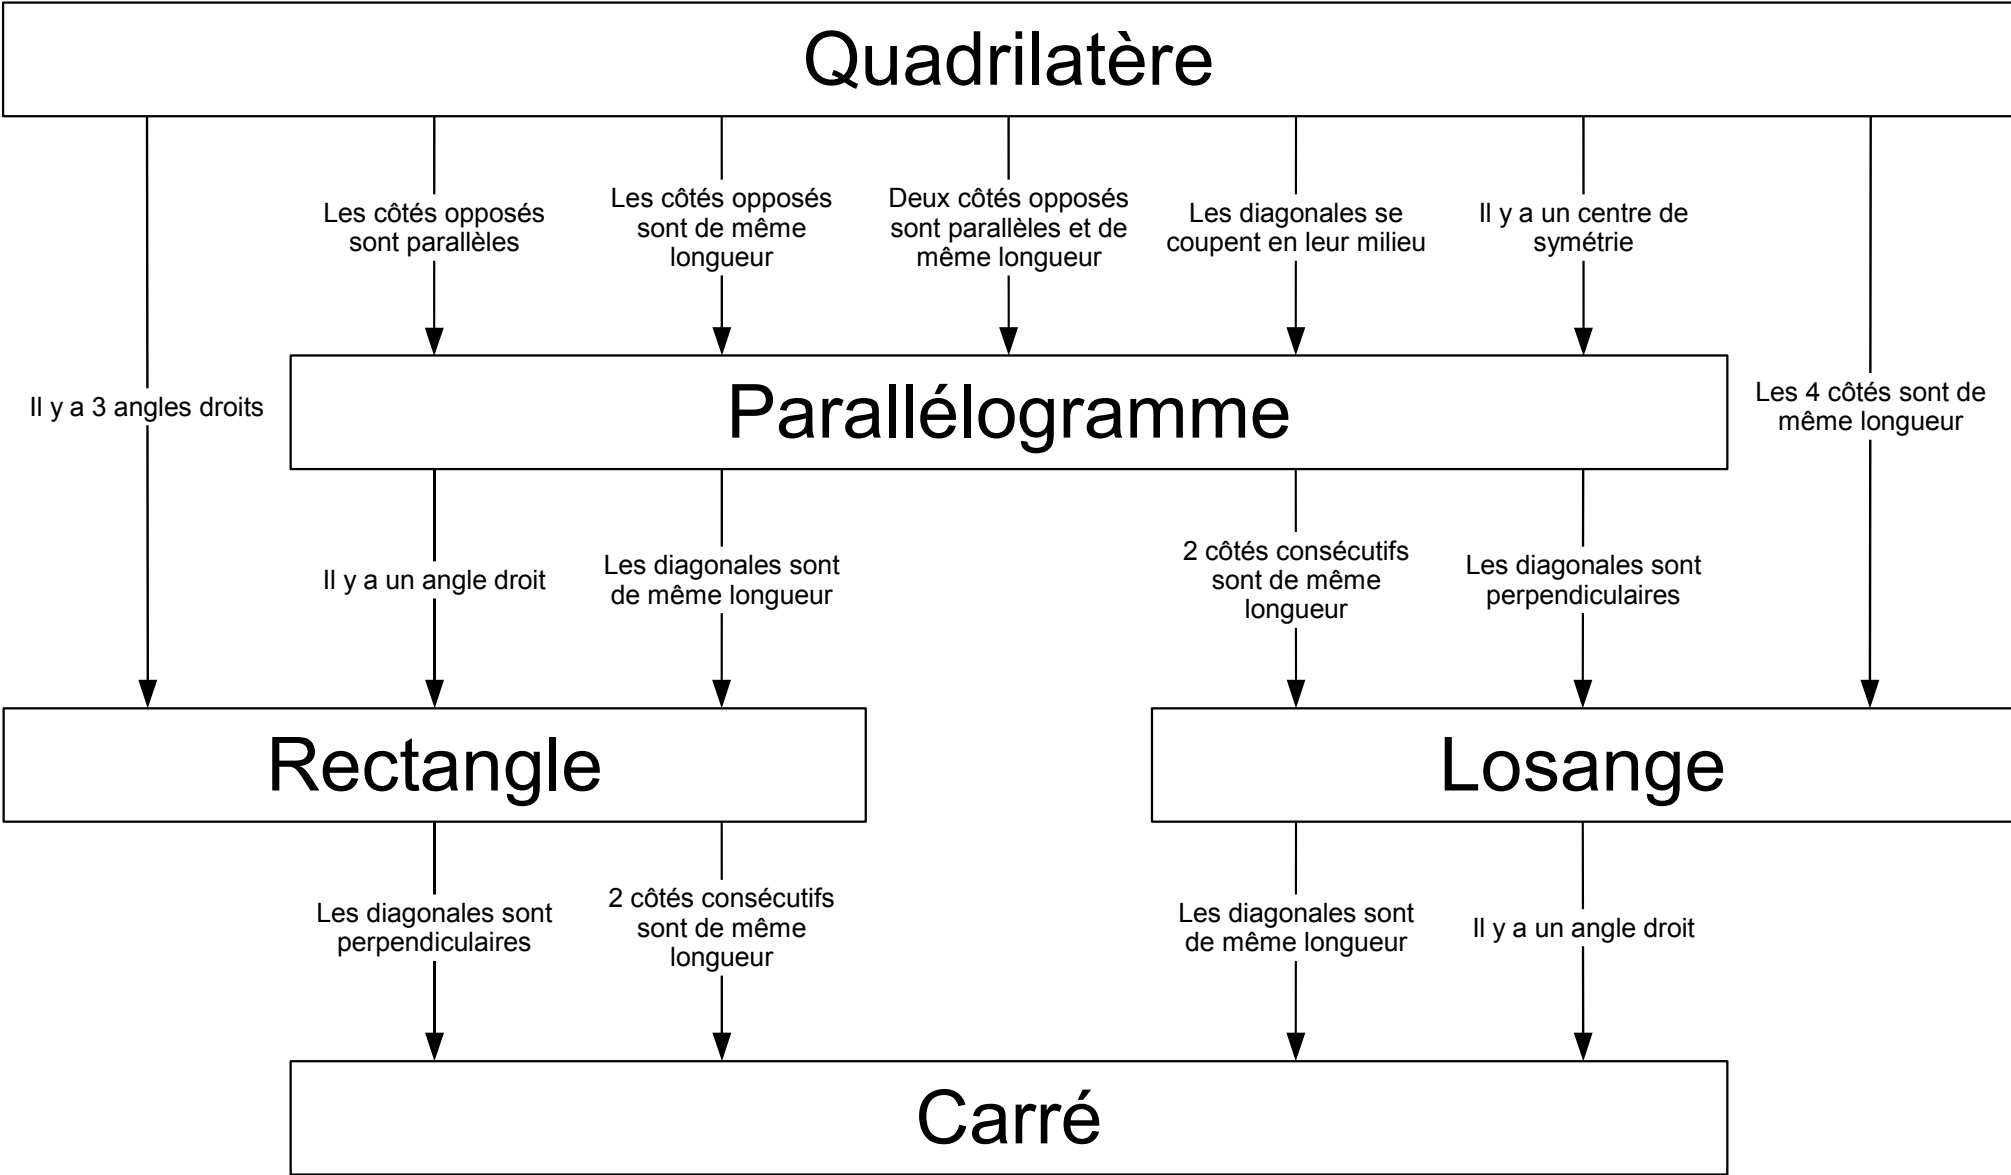 Quadrilatère
Les côtés opposés
sont parallèles
Les côtés opposés
sont de même
longueur
Deux côtés opposés
sont parallèles et de
même longueur
Les diagonales se
coupent en leur milieu
Il y a un centre de
symétrie
Il y a 3 angles droits
Parallélogramme
Les 4 côtés sont de
même longueur
Il y a un angle droit
Les diagonales sont
de même longueur
2 côtés consécutifs
sont de même
longueur
Les diagonales sont
perpendiculaires
Rectangle
Losange
Les diagonales sont
perpendiculaires
2 côtés consécutifs
sont de même
longueur
Les diagonales sont
de même longueur
Il y a un angle droit
Carré